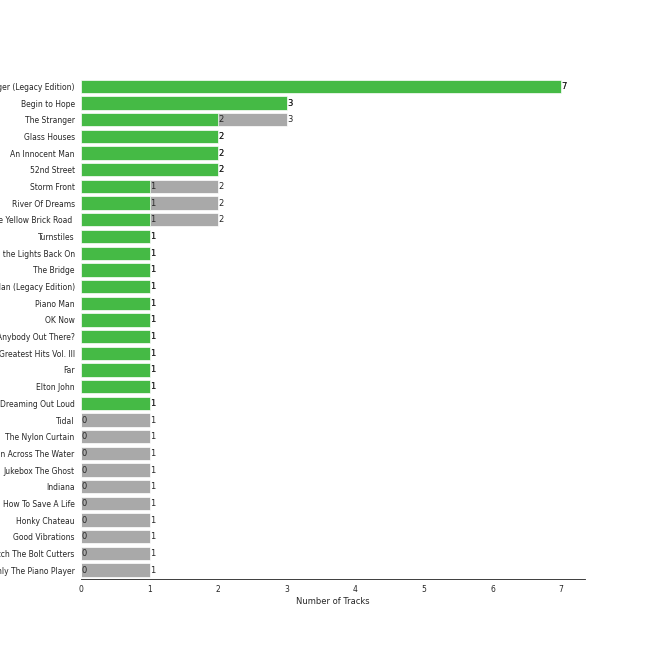 ger (Legacy Edition) 7
Begin to Hope 3
The Stranger 2 3
Glass Houses 2
An Innocent Man 2
52nd Street 2
Storm Front 1 2
River Of Dreams 1 2
e Yellow Brick Road 1 2
Turnstiles 1
the Lights Back On 1
The Bridge 1
an (Legacy Edition) 1
Piano Man 1
OK Now 1
Anybody Out There? 1
Greatest Hits Vol. III 1
Far 1
Elton John 1
Dreaming Out Loud 1
Tidal 0 1
The Nylon Curtain 0 1
n Across The Water 0 1
Jukebox The Ghost 0 1
Indiana 0 1
How To Save A Life 0 1
Honky Chateau 0 1
Good Vibrations 0 1
tch The Bolt Cutters 0 1
nly The Piano Player 0 1
0 1 2 3 4 5 6 7
Number of Tracks